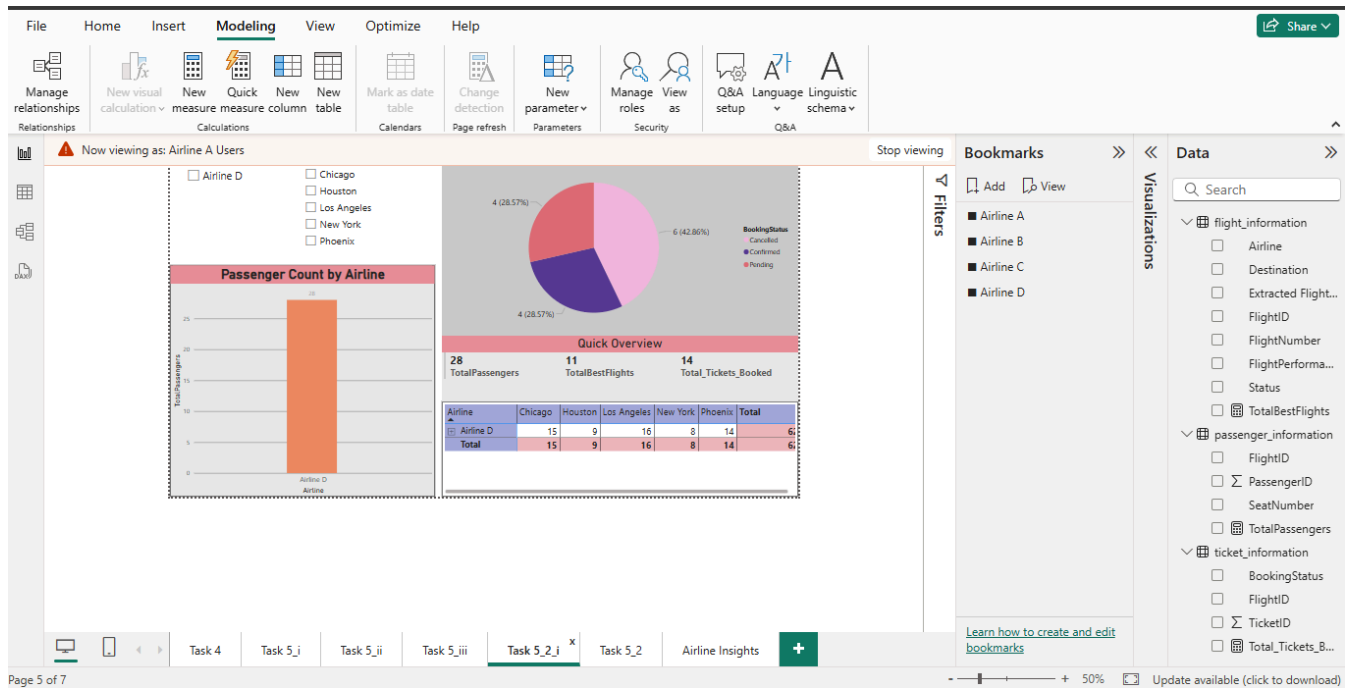 File Home Insert Modeling View Optimize Help
Share
Manage relationships
New visual calculation
New measure
Quick measure
New column
New table
Mark as date table
Change detection
New parameter
Manage roles
View as
Q&A setup
Language
Linguistic schema
Relationships Calculations Calendars Page refresh Parameters Security Q&A
Now viewing as: Airline A Users
Stop viewing
Airline D
Chicago
Houston
Los Angeles
New York
Phoenix
4 (28.57%)
6 (42.86%)
4 (28.57%)
BookingStatus
Cancelled
Confirmed
Pending
Passenger Count by Airline
28
25
20
15
10
5
0
TotalPassengers
Airline D
Airline
Quick Overview
28 11 14
TotalPassengers TotalBestFlights Total_Tickets_Booked
Airline Chicago Houston Los Angeles New York Phoenix Total
Airline D 15 9 16 8 14
Total 15 9 16 8 14
Filters
Bookmarks
Add View
Airline A
Airline B
Airline C
Airline D
Learn how to create and edit
bookmarks
Visualizations
Data
Search
flight_information
Airline
Destination
Extracted Flight...
FlightID
FlightNumber
FlightPerforma...
Status
TotalBestFlights
passenger_information
FlightID
PassengerID
SeatNumber
TotalPassengers
ticket_information
BookingStatus
FlightID
TicketID
Total_Tickets_B...
Task 4 Task 5_i Task 5_ii Task 5_iii Task 5_2_i x Task 5_2 Airline Insights +
Page 5 of 7
- + 50% Update available (click to download)